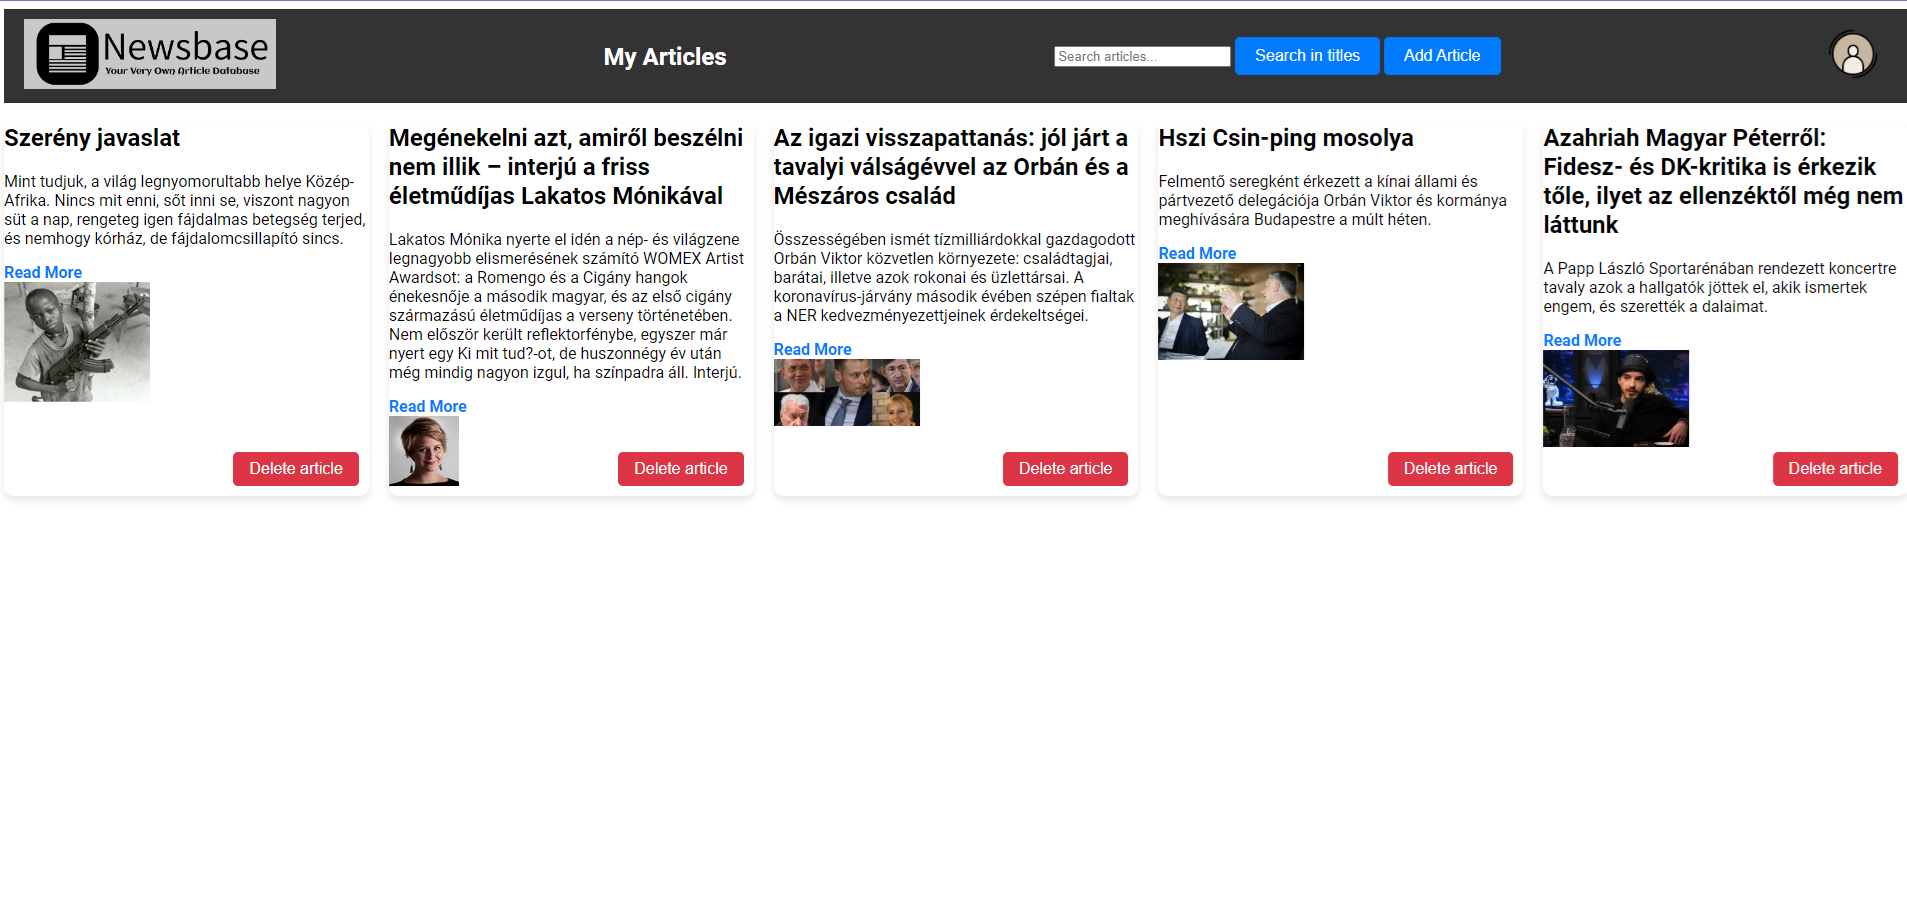 Newsbase
Your Very Own Article Database
My Articles
Search articles...
Search in titles
Add Article
Szerény javaslat
Mint tudjuk, a világ legnyomorultabb helye Közép-
Afrika. Nincs mit enni, sőt inni se, viszont nagyon
süt a nap, rengeteg igen fájdalmas betegség terjed,
és nemhogy kórház, de fájdalomcsillapító sincs.
Read More
Delete article
Megénekelni azt, amiről beszélni
nem illik – interjú a friss
életműdíjas Lakatos Mónikával
Lakatos Mónika nyerte el idén a nép- és világzene
legnagyobb elismerésének számító WOMEX Artist
Awardsot: a Romengo és a Cigány hangok
énekesnője a második magyar, és az első cigány
származású életműdíjas a verseny történetében.
Nem először került reflektorfénybe, egyszer már
nyert egy Ki mit tud?-ot, de huszonnégy év után
még mindig nagyon izgul, ha színpadra áll. Interjú.
Read More
Delete article
Az igazi visszapattanás: jól járt a
tavalyi válságévvel az Orbán és a
Mészáros család
Összességében ismét tízmilliárdokkal gazdagodott
Orbán Viktor közvetlen környezete: családtagjai,
barátai, illetve azok rokonai és üzlettársai. A
koronavírus-járvány második évében szépen fialtak
a NER kedvezményezettjeinek érdekeltségei.
Read More
Delete article
Hszi Csin-ping mosolya
Felmentő seregként érkezett a kínai állami és
pártvezető delegációja Orbán Viktor és kormánya
meghívására Budapestre a múlt héten.
Read More
Delete article
Azahriah Magyar Péterről:
Fidesz- és DK-kritika is érkezik
tőle, ilyet az ellenzéktől még nem
láttunk
A Papp László Sportarénában rendezett koncertre
tavaly azok a hallgatók jöttek el, akik ismertek
engem, és szerették a dalaimat.
Read More
Delete article